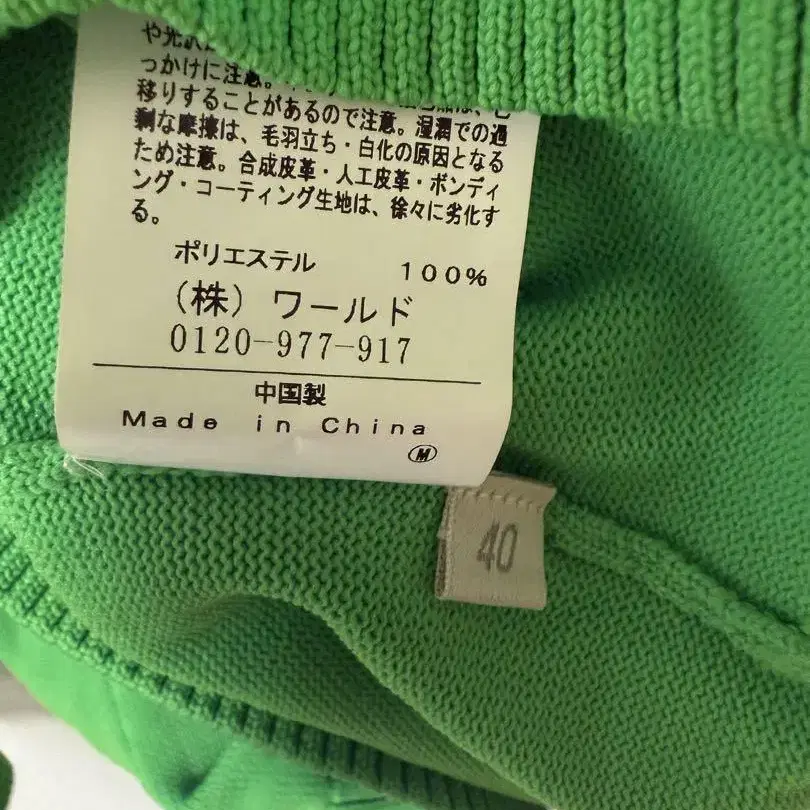 や光沢
っかけに注意。
移りすることがあるので注意。湿潤での過
剰な摩擦は、毛羽立ち・白化の原因となる
ため注意。合成皮革・人工皮革・ボンディ
ング・コーティング生地は、徐々に劣化す
る。
ポリエステル 100%
(株) ワールド
0120-977-917
中国製
Made in China
M
40